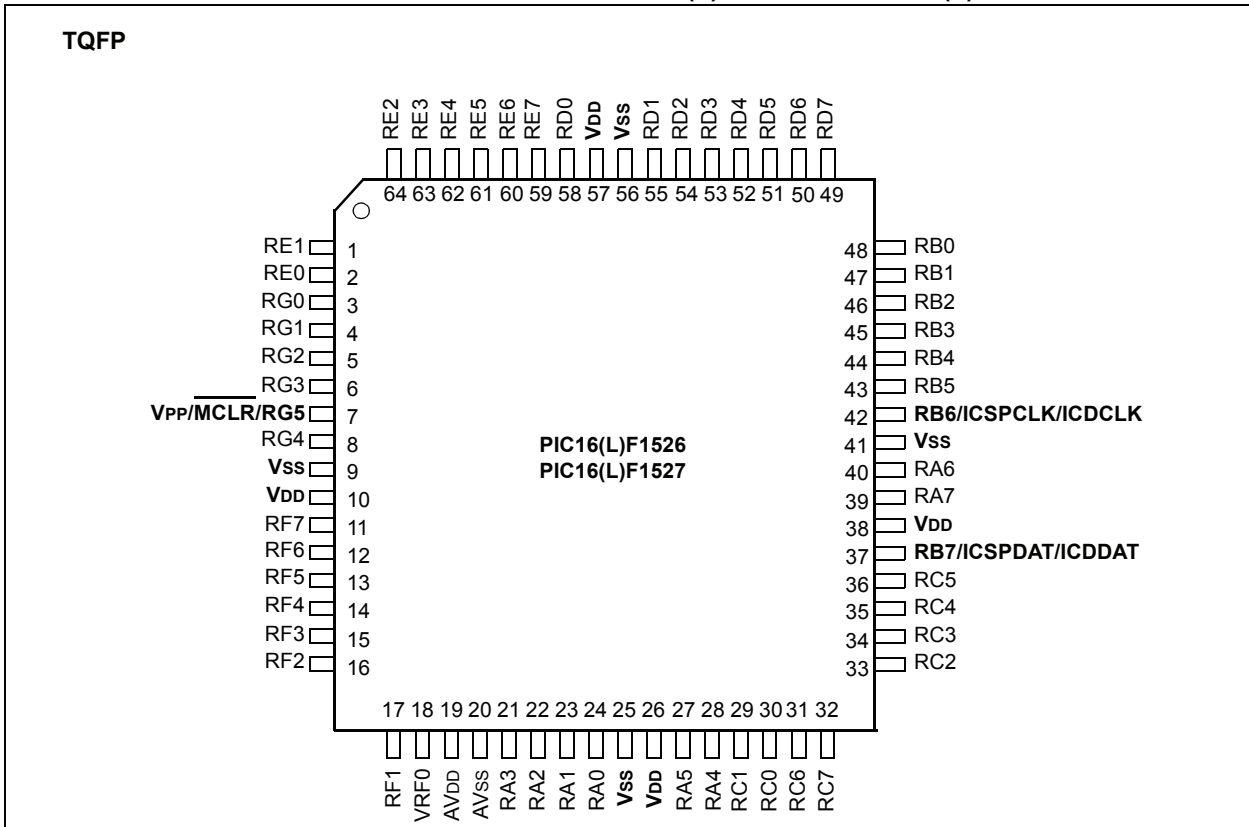 TQFP
RE2 RE3 RE4 RE5 RE6 RE7 RD0 VDD VSS RD1 RD2 RD3 RD4 RD5 RD6 RD7
64 63 62 61 60 59 58 57 56 55 54 53 52 51 50 49
RE1 1 48 RB0
RE0 2 47 RB1
RG0 3 46 RB2
RG1 4 45 RB3
RG2 5 44 RB4
RG3 6 43 RB5
VPP/MCLR/RG5 7 42 RB6/ICSPCLK/ICDCLK
RG4 8 PIC16(L)F1526 41 VSS
VSS 9 PIC16(L)F1527 40 RA6
VDD 10 39 RA7
RF7 11 38 VDD
RF6 12 37 RB7/ICSPDAT/ICDDAT
RF5 13 36 RC5
RF4 14 35 RC4
RF3 15 34 RC3
RF2 16 33 RC2
17 18 19 20 21 22 23 24 25 26 27 28 29 30 31 32
RF1 VRF0 AVDD AVSS RA3 RA2 RA1 RA0 VSS VDD RA5 RA4 RC1 RC0 RC6 RC7